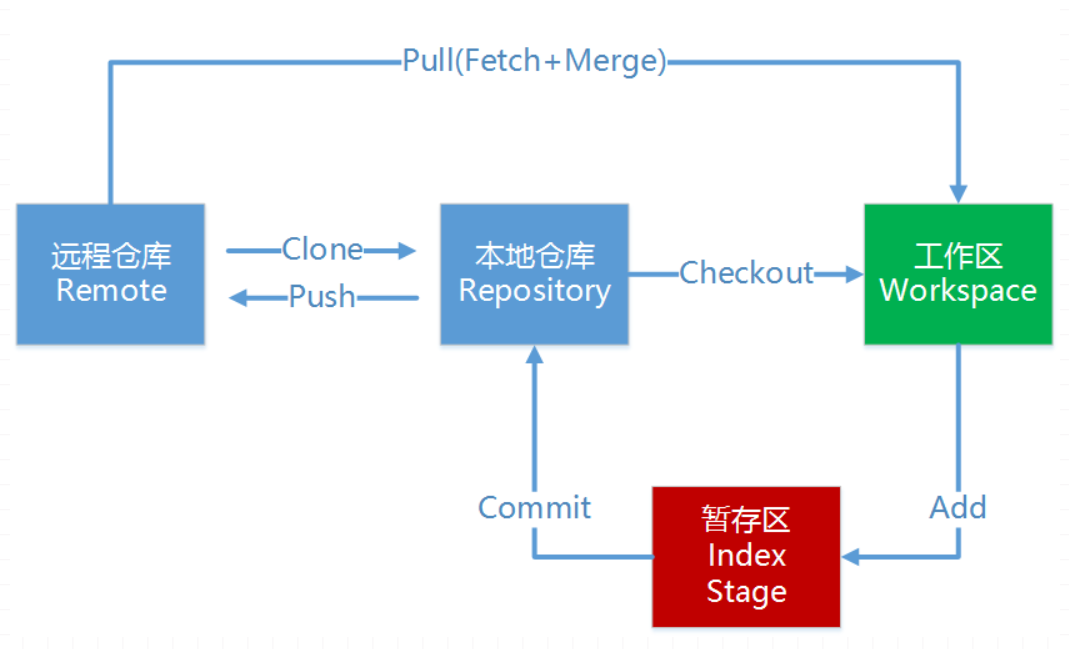 Pull(Fetch+Merge)
远程仓库
Remote
Clone
Push
本地仓库
Repository
Checkout
工作区
Workspace
Commit
暂存区
Index
Stage
Add